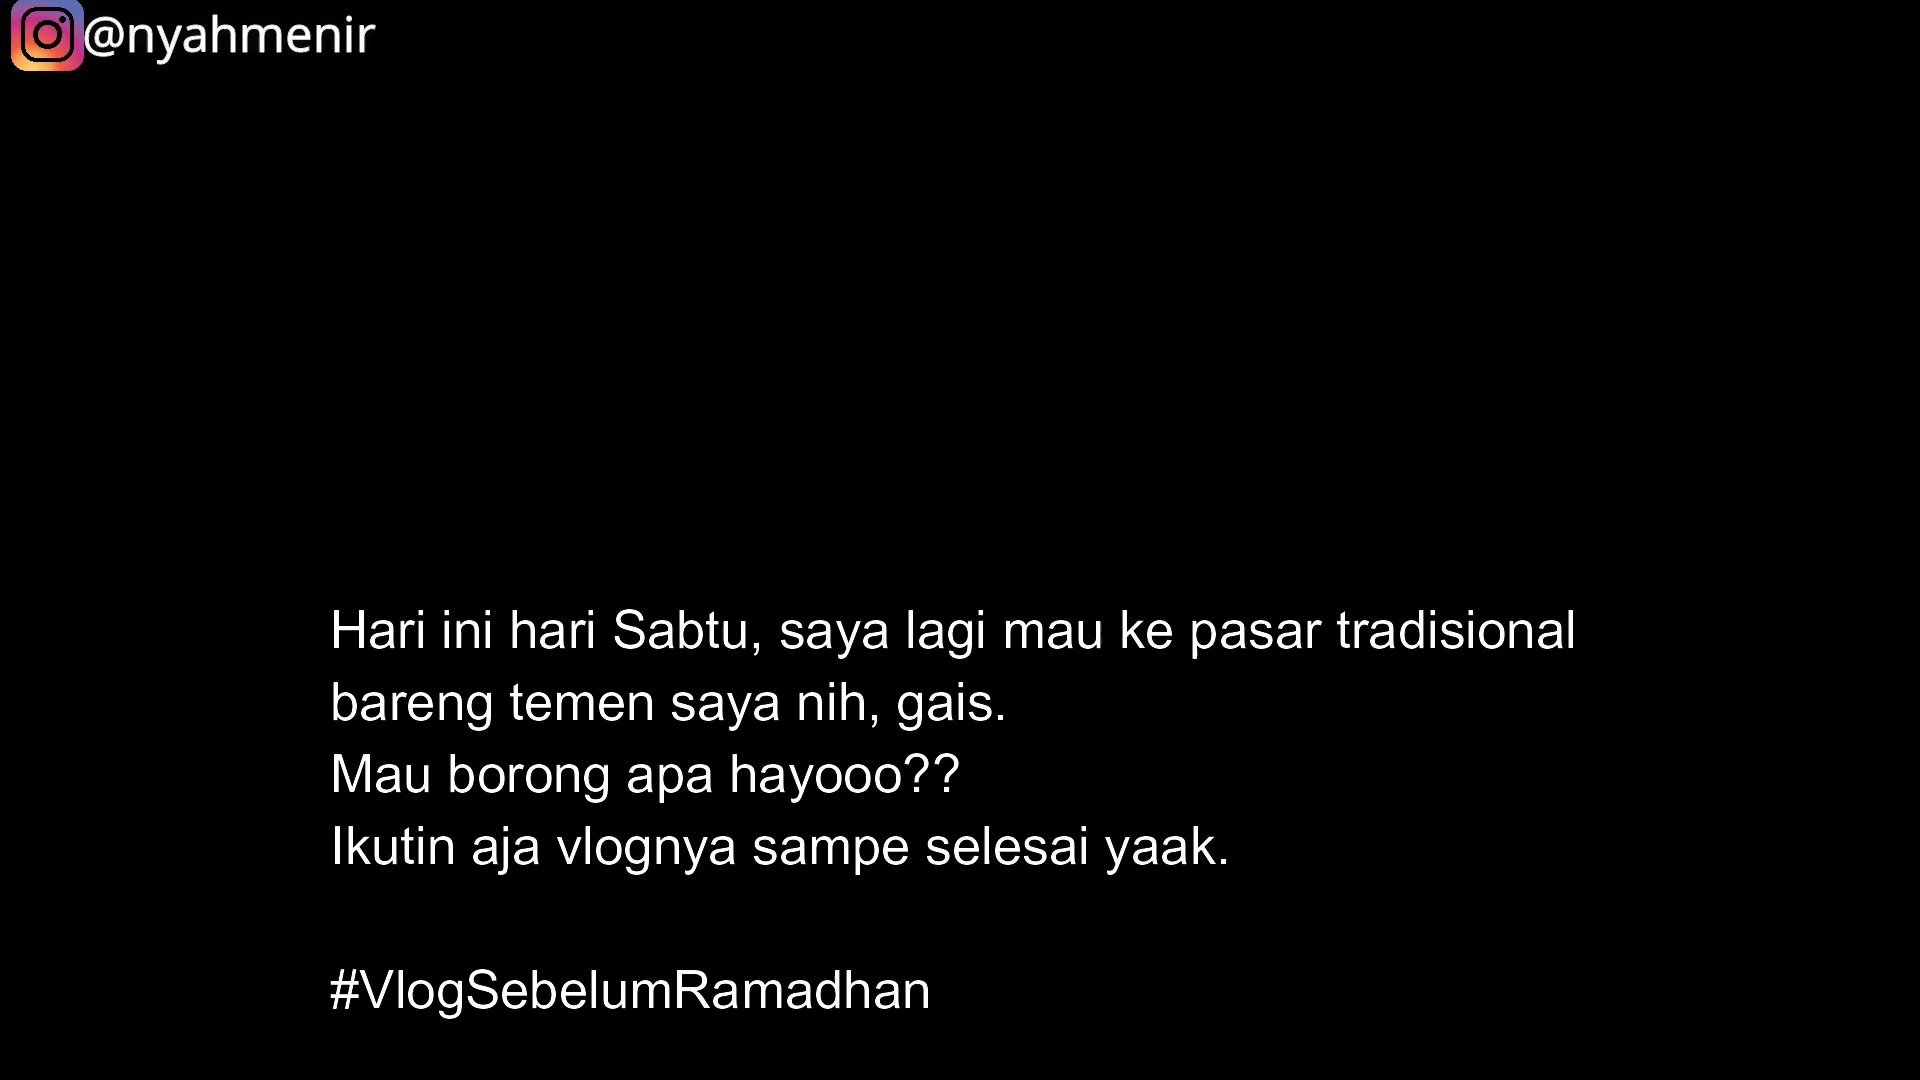 @nyahmenir
Hari ini hari Sabtu, saya lagi mau ke pasar tradisional
bareng temen saya nih, gais.
Mau borong apa hayooo??
Ikutin aja vlognya sampe selesai yaak.
#VlogSebelumRamadhan